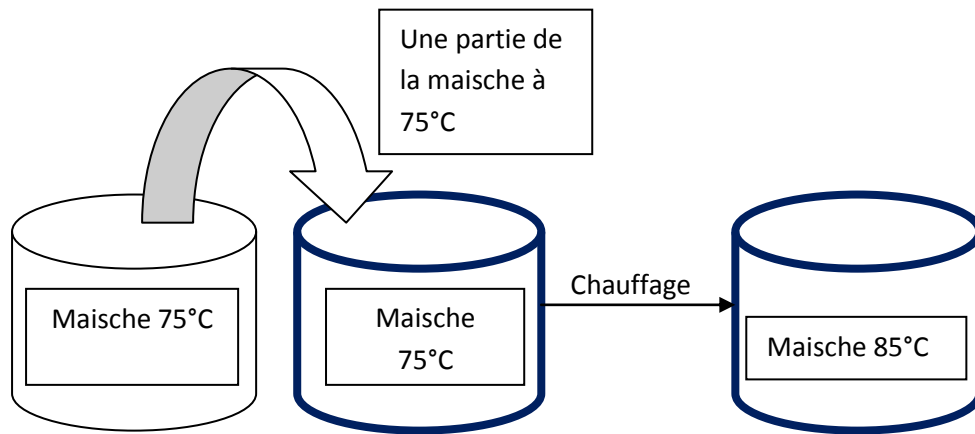 Une partie de
la maische à
75°C
Maische 75°C
Maische
75°C
Chauffage
Maische 85°C